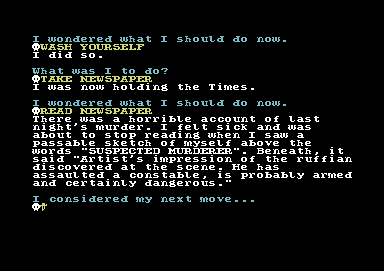 I wondered what I should do now.
WASH YOURSELF
I did so.
What was I to do?
TAKE NEWSPAPER
I was now holding the Times.
I wondered what I should do now.
READ NEWSPAPER
There was a horrible account of last
night's murder. I felt sick and was
about to stop reading when I saw a
passable sketch of myself above the
words "SUSPECTED MURDERER". Beneath, it
said "Artist's impression of the ruffian
discovered at the scene. He has
assaulted a constable, is probably armed
and certainly dangerous."
I considered my next move...